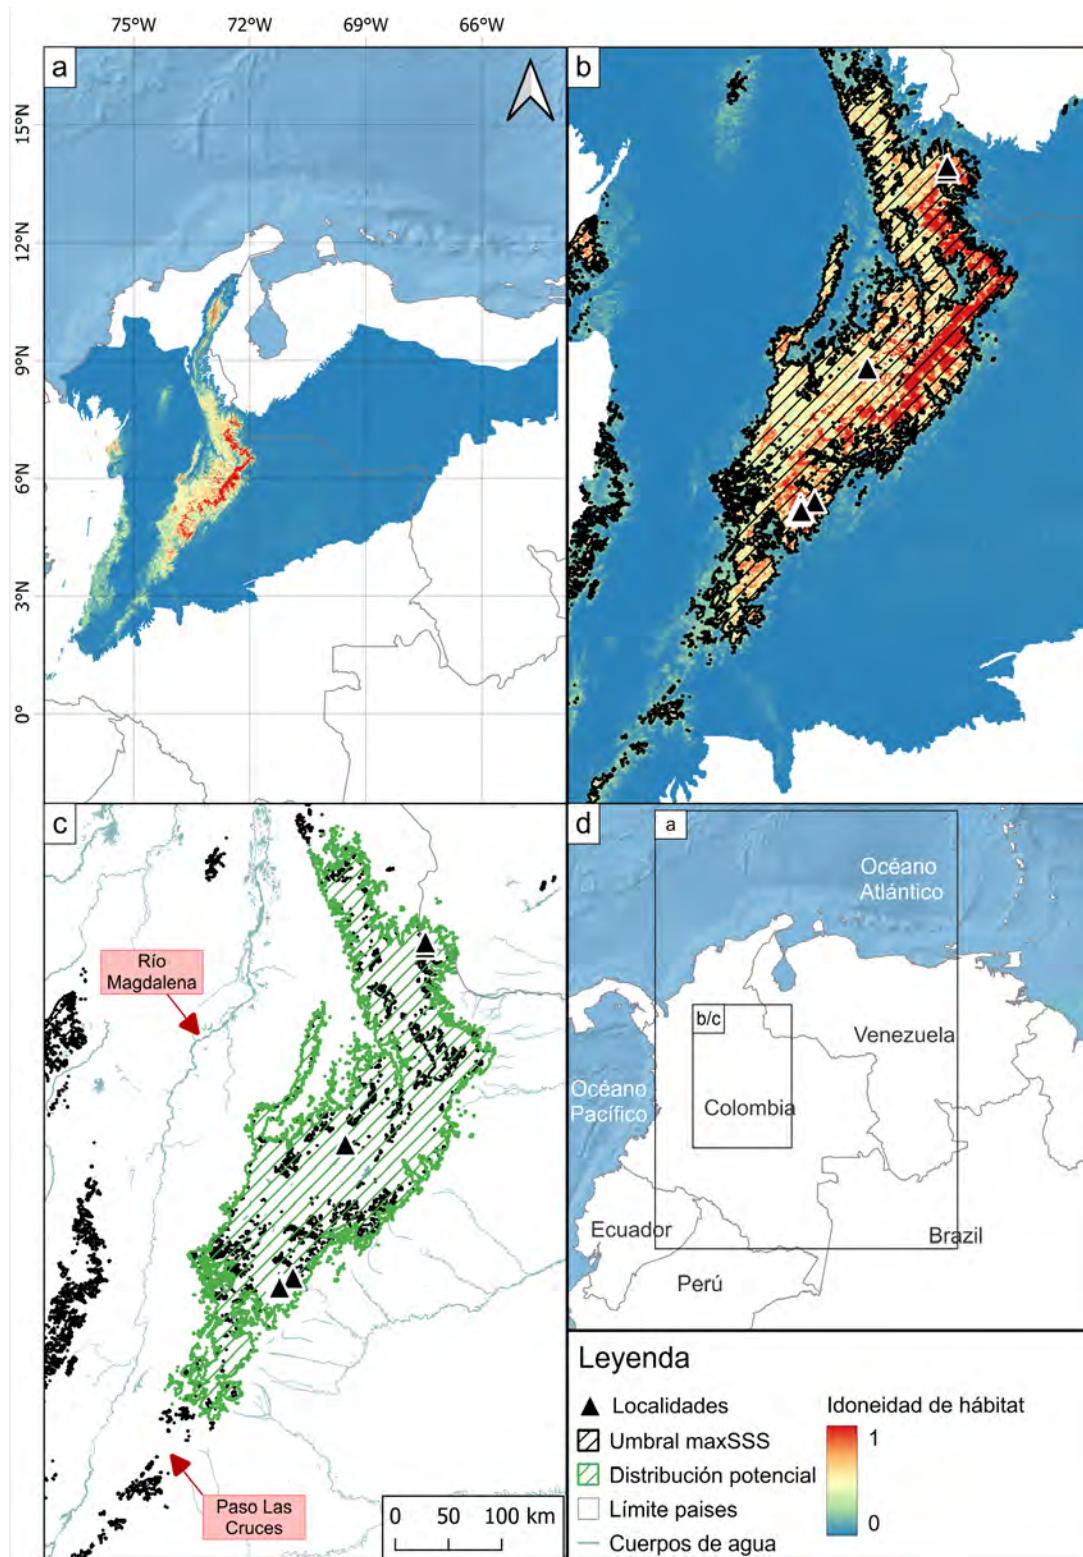 75°W
72°W
69°W
66°W
a
15°N
12°N
9°N
6°N
3°N
0°
b
c
Río
Magdalena
Paso Las
Cruces
0
50
100 km
d
a
Océano
Atlántico
b/c
Venezuela
Océano
Pacífico
Colombia
Ecuador
Brazil
Perú
Leyenda
Localidades
Umbral maxSSS
Distribución potencial
Límite paises
Cuerpos de agua
Idoneidad de hábitat
1
0